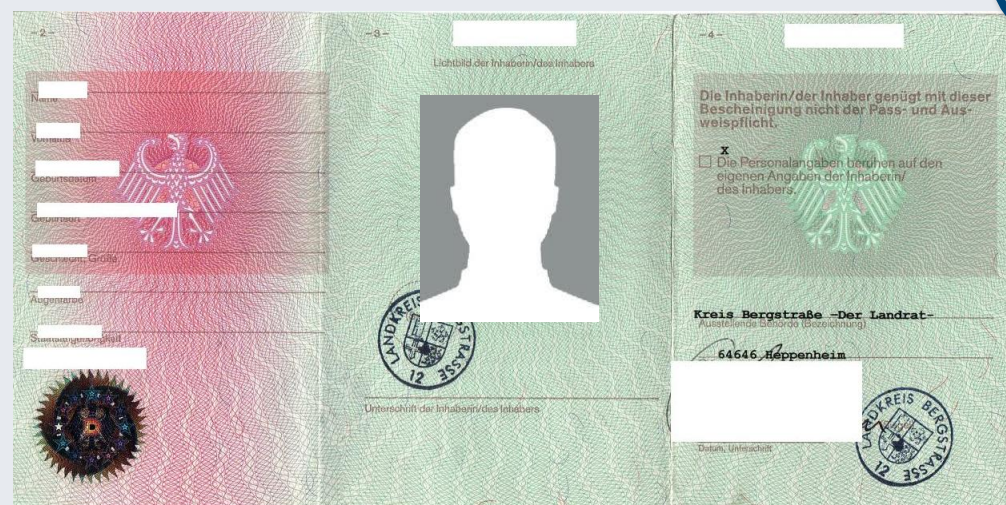 -2-
Name
Vorname
Geburtsdatum
Geburtsort
Geschlecht, Größe
Augenfarbe
Staatsangehörigkeit
-3-
Lichtbild der Inhaberin/des Inhabers
LANDKREIS BERGSTRASSE
12
Unterschrift der Inhaberin/des Inhabers
-4-
Die Inhaberin/der Inhaber genügt mit dieser
Bescheinigung nicht der Pass- und Aus-
weispflicht.
X
Die Personalangaben beruhen auf den
eigenen Angaben der Inhaberin/
des Inhabers.
Kreis Bergstraße -Der Landrat-
Ausstellende Behörde (Bezeichnung)
64646 Heppenheim
Datum, Unterschrift
LANDKREIS BERGSTRASSE
12